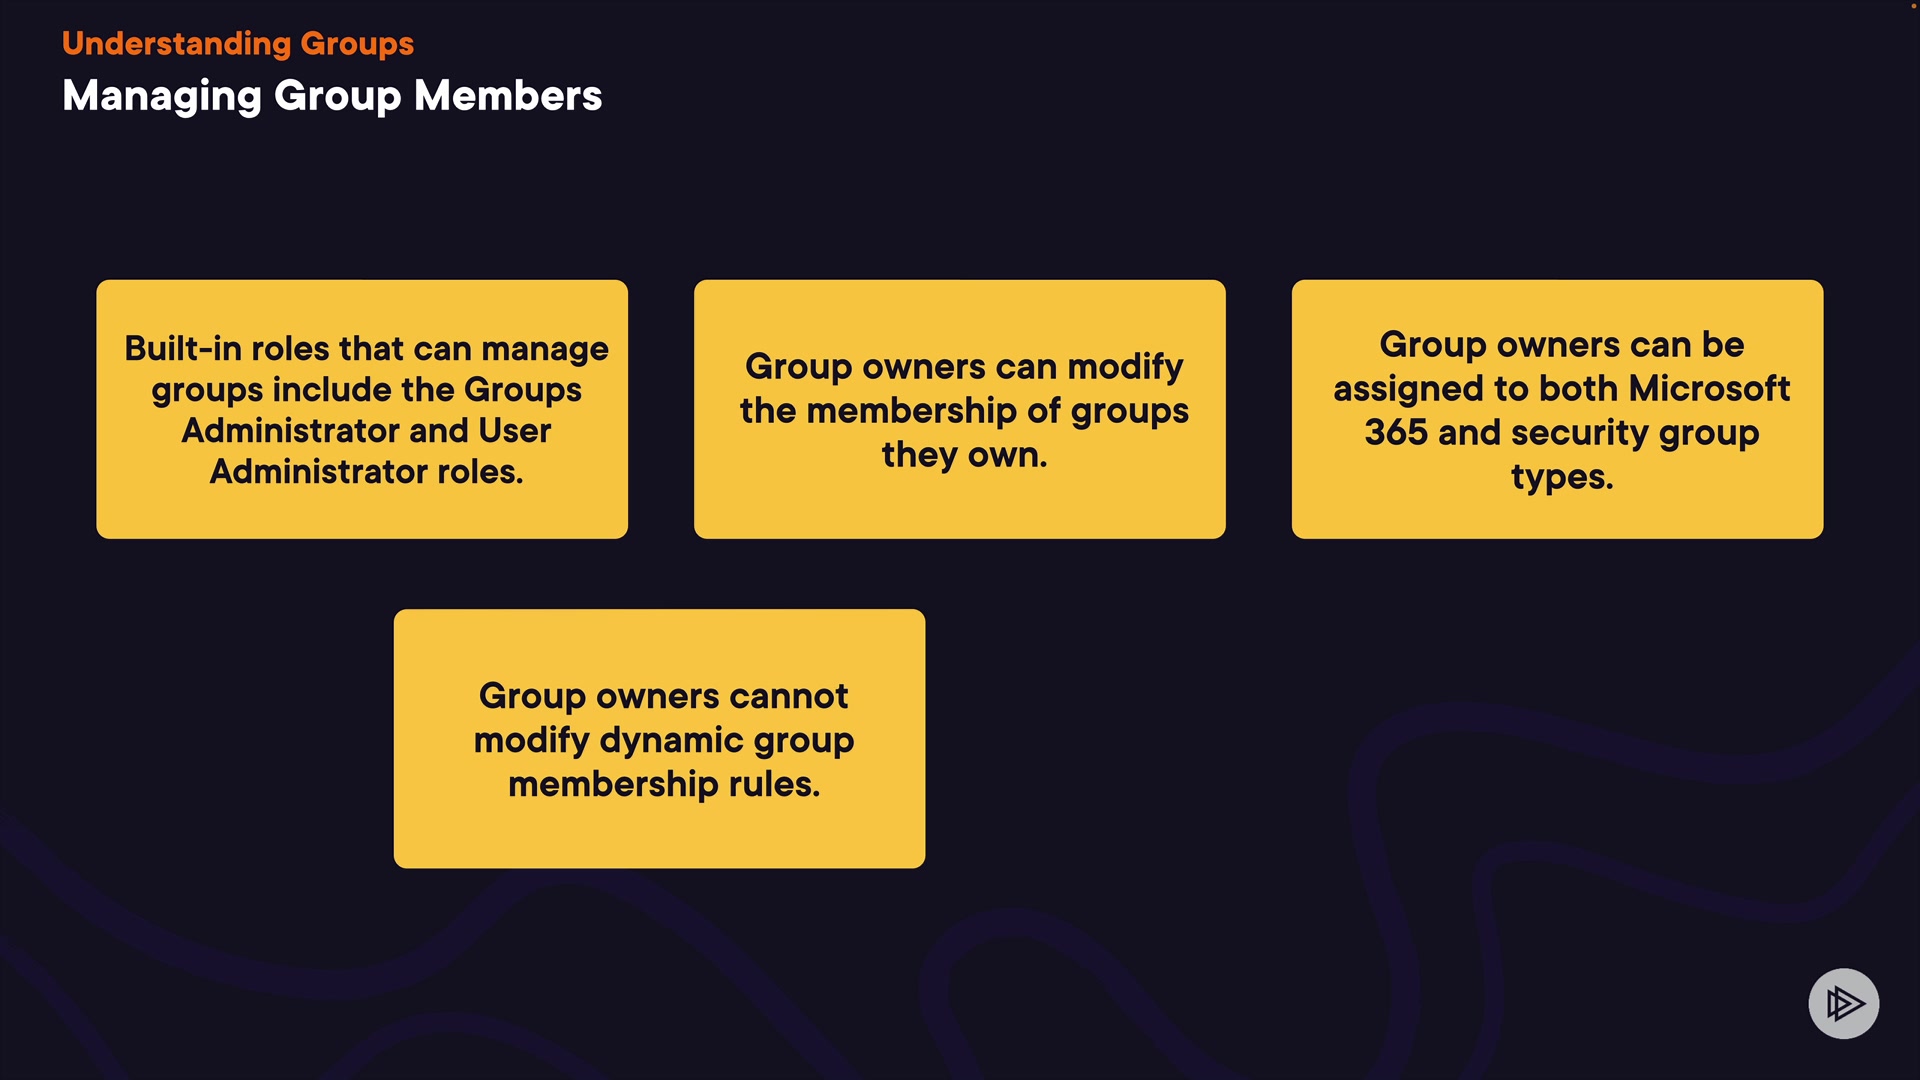 Understanding Groups
Managing Group Members
Built-in roles that can manage
groups include the Groups
Administrator and User
Administrator roles.
Group owners can modify
the membership of groups
they own.
Group owners can be
assigned to both Microsoft
365 and security group
types.
Group owners cannot
modify dynamic group
membership rules.